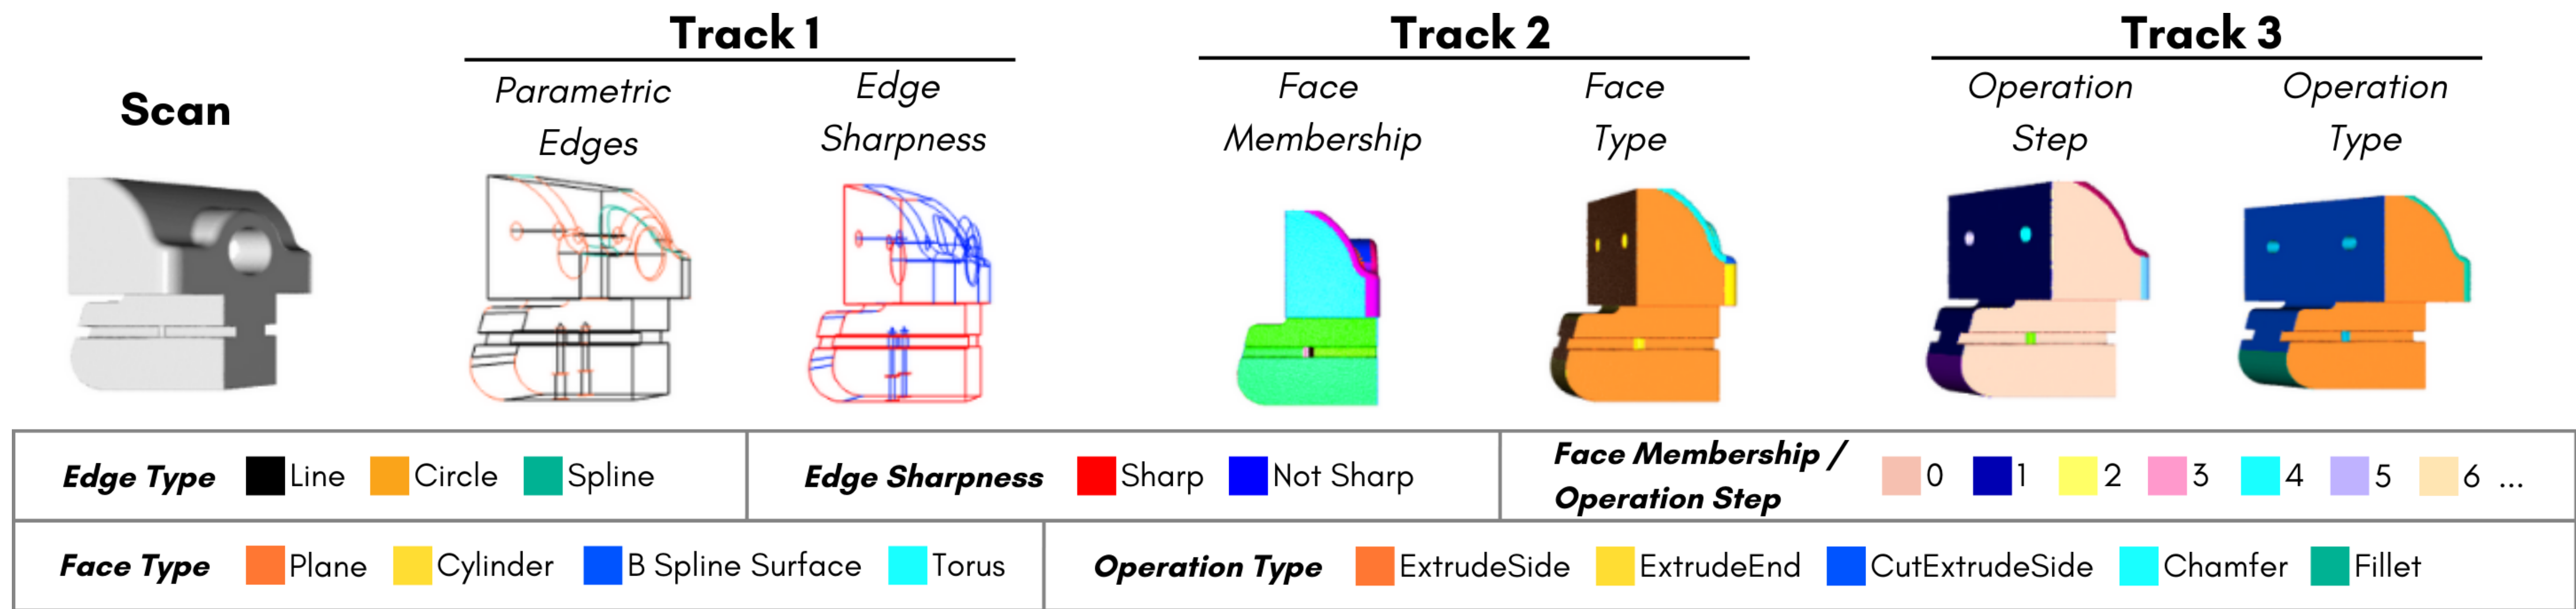 Track 1
Track 2
Track 3
Scan
Parametric
Edges
Edge
Sharpness
Face
Membership
Face
Type
Operation
Step
Operation
Type
Edge Type Line Circle Spline
Edge Sharpness Sharp Not Sharp
Face Membership /
Operation Step
0 1 2 3 4 5 6 ...
Face Type Plane Cylinder B Spline Surface Torus
Operation Type ExtrudeSide ExtrudeEnd CutExtrudeSide Chamfer Fillet